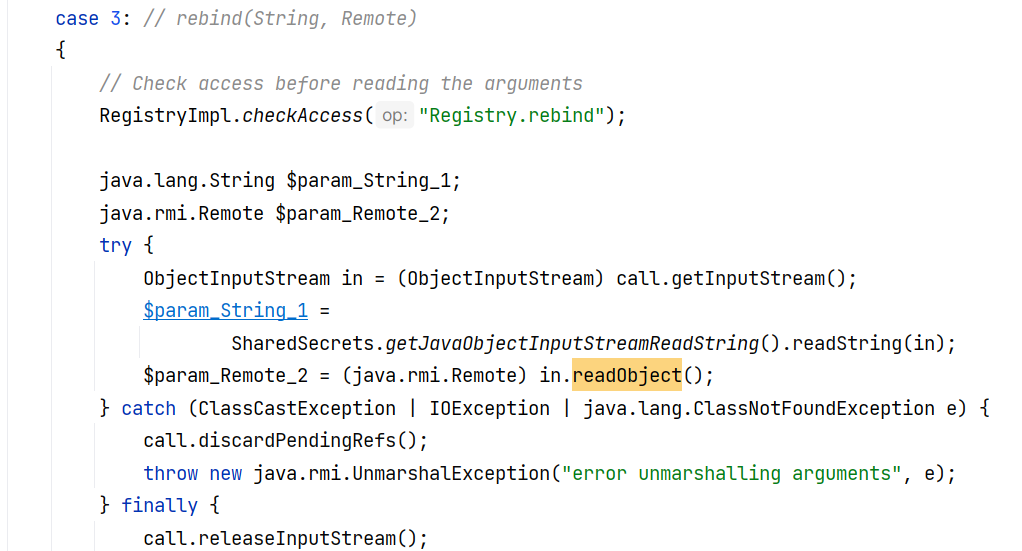 case 3: // rebind(String, Remote)
{
// Check access before reading the arguments
RegistryImpl.checkAccess( op: "Registry.rebind");
java.lang.String $param_String_1;
java.rmi.Remote $param_Remote_2;
try {
ObjectInputStream in = (ObjectInputStream) call.getInputStream();
$param_String_1 =
SharedSecrets.getJavaObjectInputStreamReadString().readString(in);
$param_Remote_2 = (java.rmi.Remote) in.readObject();
} catch (ClassCastException | IOException | java.lang.ClassNotFoundException e) {
call.discardPendingRefs();
throw new java.rmi.UnmarshalException("error unmarshalling arguments", e);
} finally {
call.releaseInputStream();